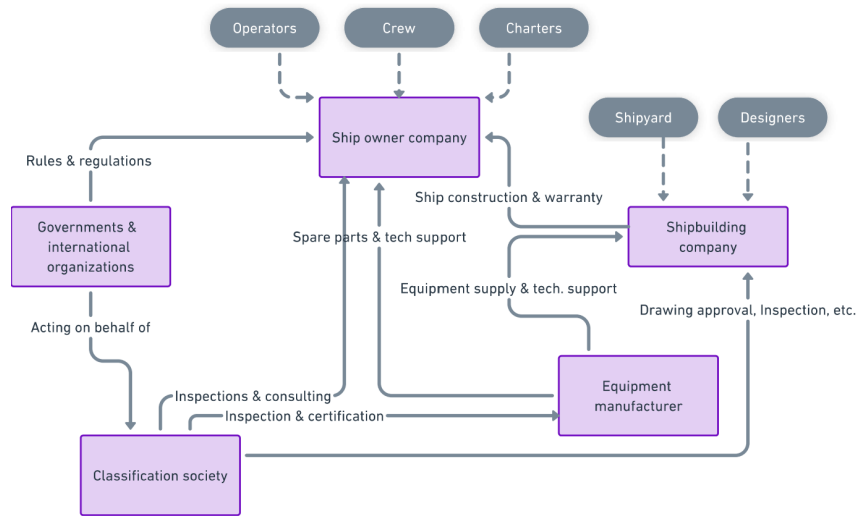 Operators
Crew
Charters
Shipyard
Designers
Ship owner company
Rules & regulations
Ship construction & warranty
Governments &
international
organizations
Spare parts & tech support
Shipbuilding
company
Equipment supply & tech. support
Drawing approval, Inspection, etc.
Acting on behalf of
Inspections & consulting
Inspection & certification
Equipment
manufacturer
Classification society